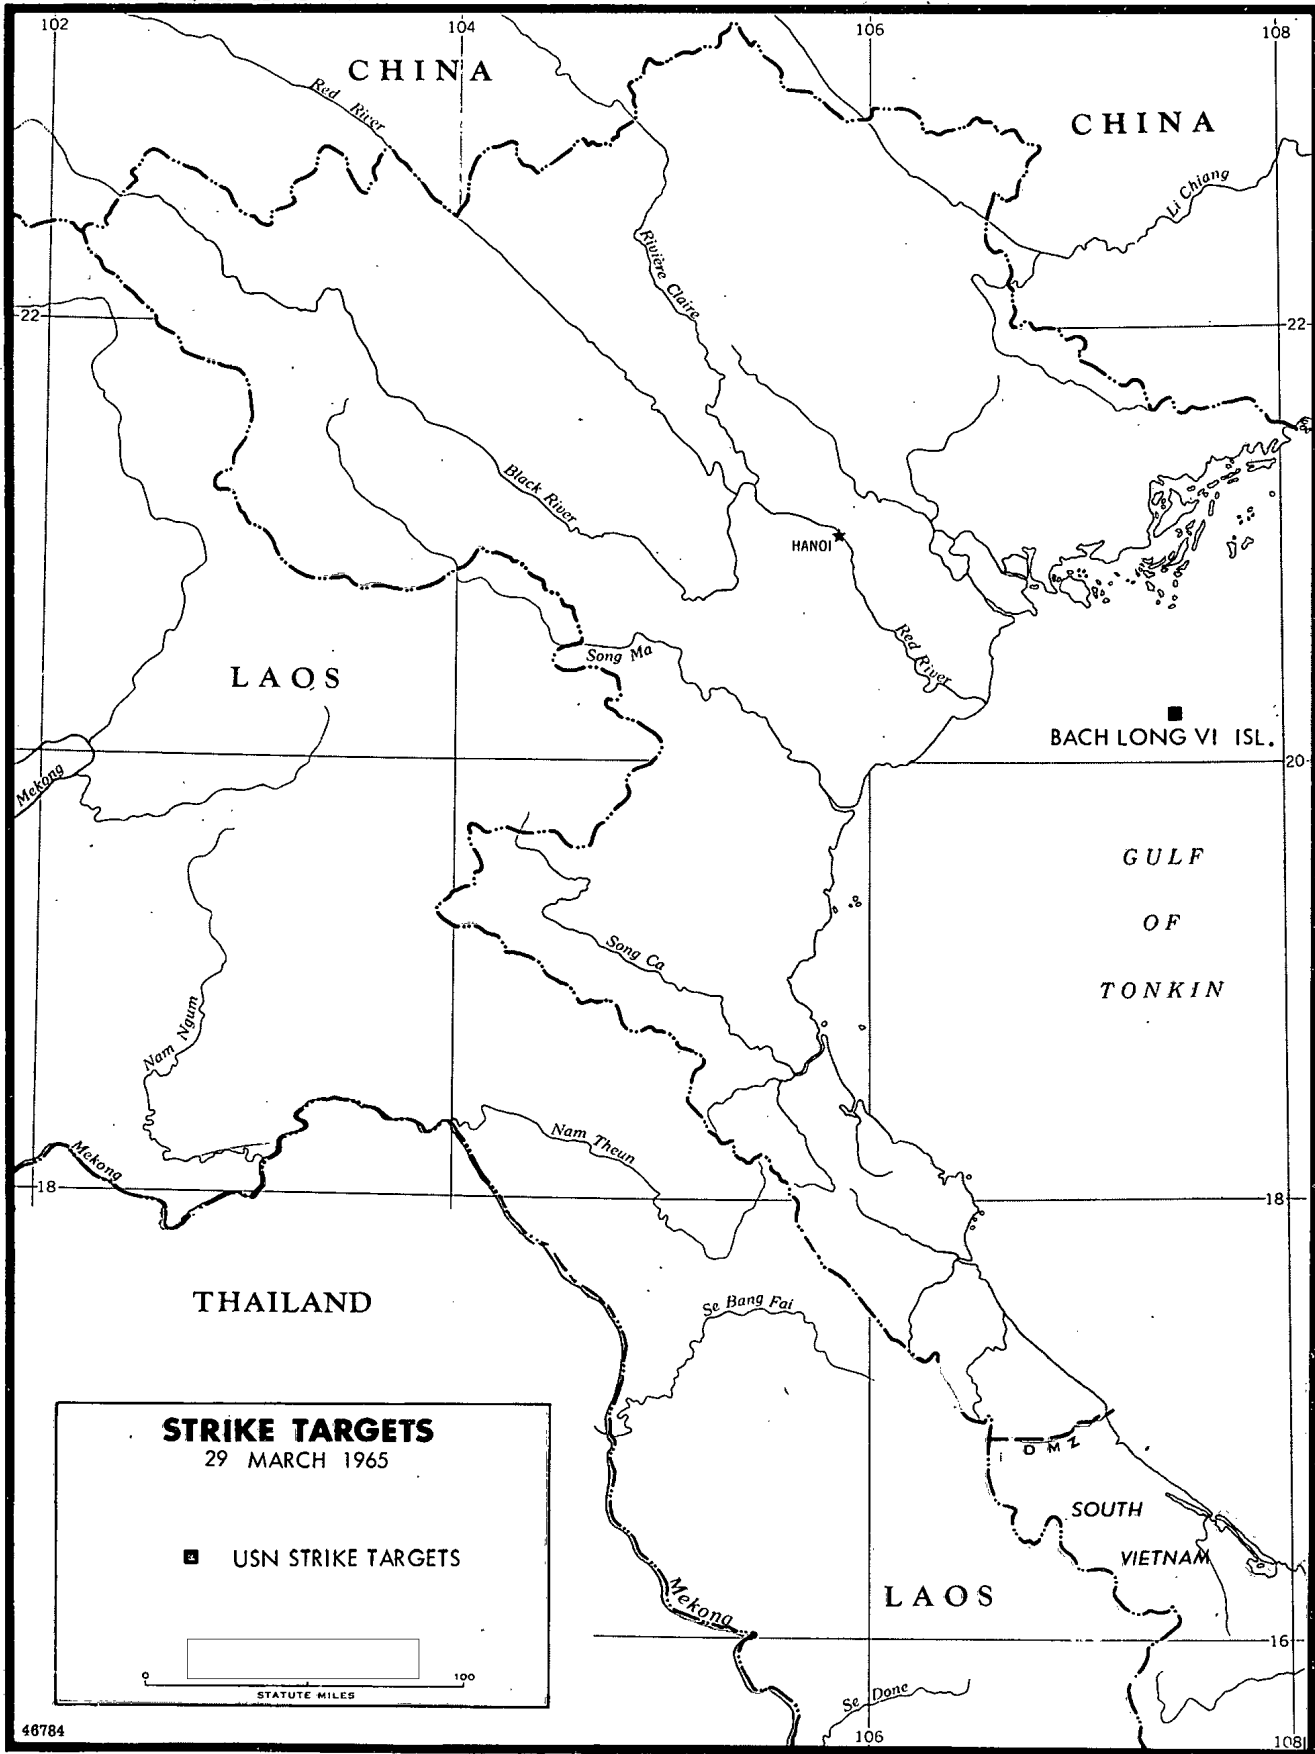 102
104
106
108
CHINA
Red River
CHINA
Li Chiang
Rivière Claire
22
22
Black River
HANOI
Red River
Song Ma
LAOS
BACH LONG VI ISL.
20
Mekong
GULF
OF
TONKIN
Song Ca
Nam Ngum
Nam Theun
Mekong
18
18
THAILAND
Se Bang Fai
DMZ
SOUTH
VIETNAM
LAOS
Mekong
16
Se Done
106
108
STRIKE TARGETS
29 MARCH 1965
USN STRIKE TARGETS
0
100
STATUTE MILES
46784